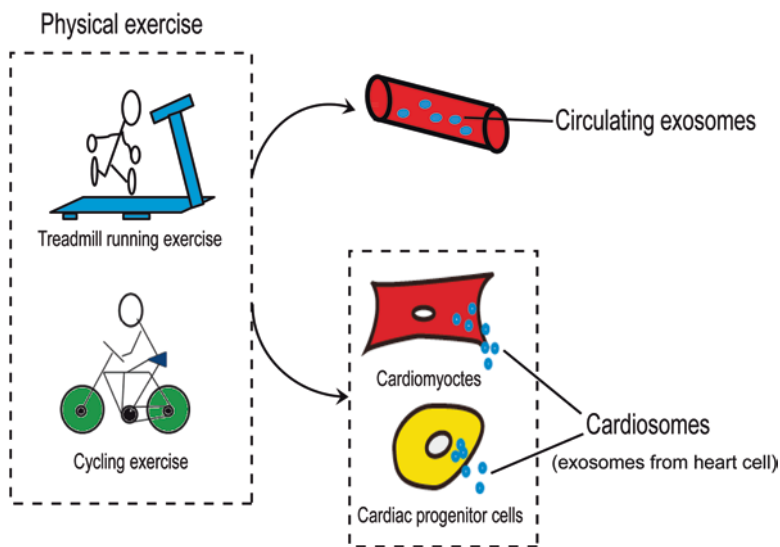 Physical exercise
Treadmill running exercise
Cycling exercise
Circulating exosomes
Cardiomyoctes
Cardiac progenitor cells
Cardiosomes
(exosomes from heart cell)